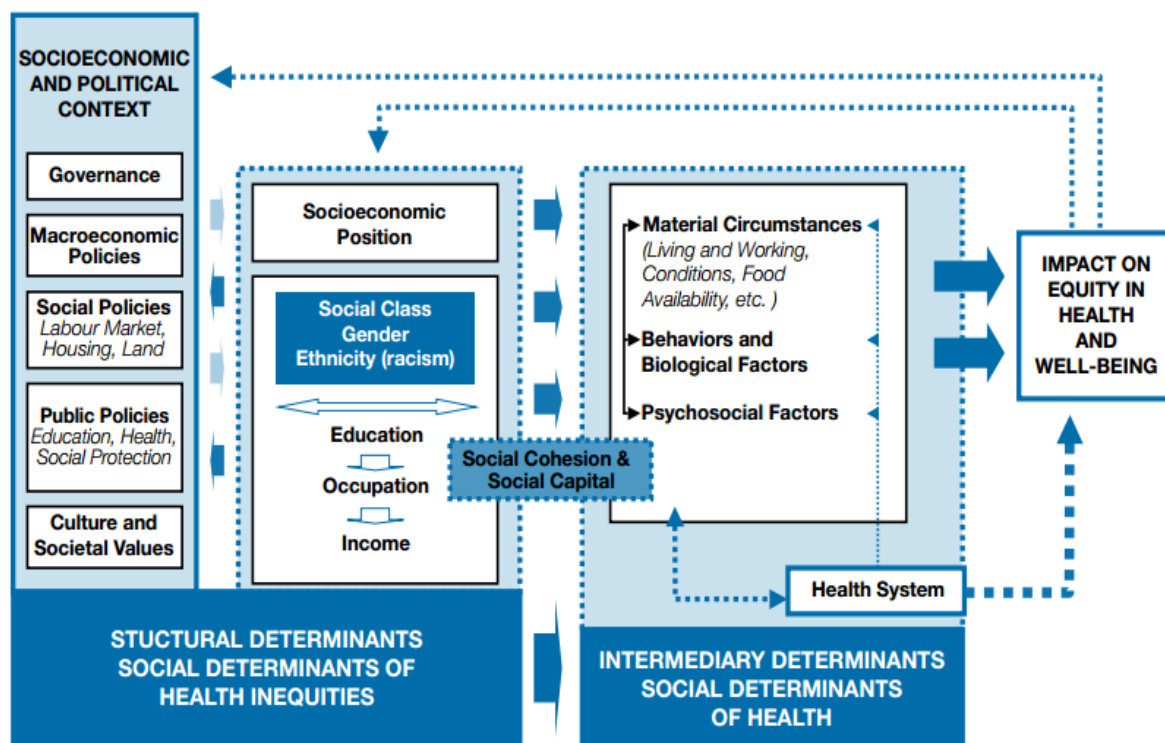 SOCIOECONOMIC
AND POLITICAL
CONTEXT
Governance
Macroeconomic
Policies
Social Policies
Labour Market,
Housing, Land
Public Policies
Education, Health,
Social Protection
Culture and
Societal Values
Socioeconomic
Position
Social Class
Gender
Ethnicity (racism)
Education
Occupation
Income
Social Cohesion &
Social Capital
Material Circumstances
(Living and Working,
Conditions, Food
Availability, etc. )
Behaviors and
Biological Factors
Psychosocial Factors
Health System
IMPACT ON
EQUITY IN
HEALTH
AND
WELL-BEING
STUCTURAL DETERMINANTS
SOCIAL DETERMINANTS OF
HEALTH INEQUITIES
INTERMEDIARY DETERMINANTS
SOCIAL DETERMINANTS
OF HEALTH